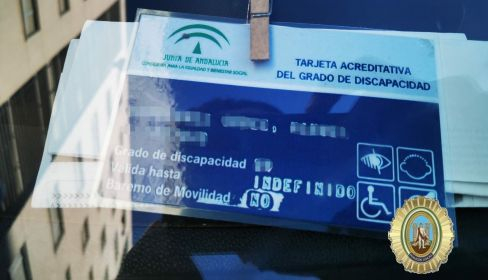 JUNTA DE ANDALUCIA
CONSEJERÍA PARA LA IGUALDAD Y BIENESTAR SOCIAL
TARJETA ACREDITATIVA
DEL GRADO DE DISCAPACIDAD
Grado de discapacidad
Valida hasta INDEFINIDO
Baremo de Movilidad NO